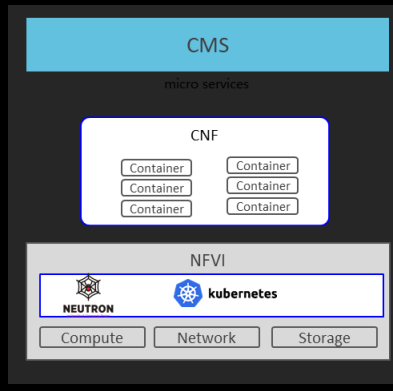 CMS
micro services
CNF
Container Container
Container Container
Container Container
NFVI
NEUTRON kubernetes
Compute Network Storage